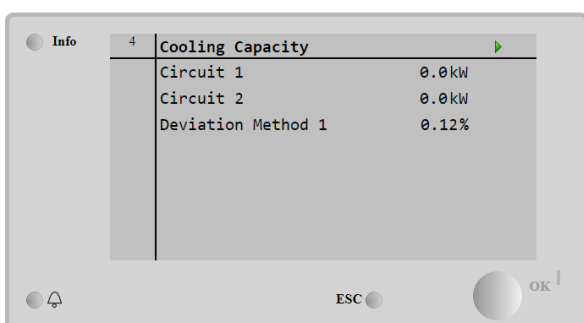 Info
4 Cooling Capacity
Circuit 1 0.0kW
Circuit 2 0.0kW
Deviation Method 1 0.12%
ESC
OK